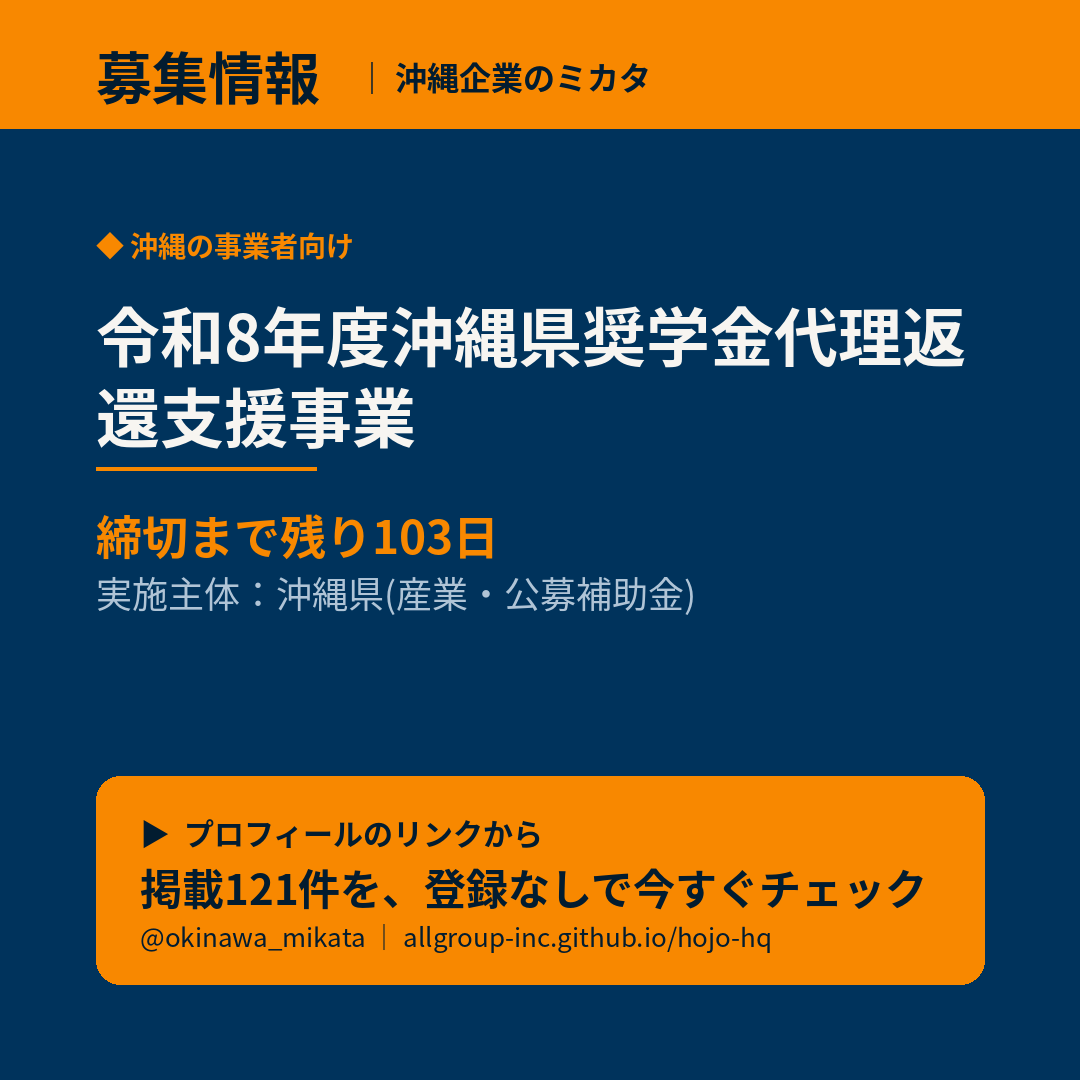 募集情報 ｜ 沖縄企業のミカタ
◆ 沖縄の事業者向け
令和8年度沖縄県奨学金代理返
還支援事業
締切まで残り103日
実施主体：沖縄県(産業・公募補助金)
▶ プロフィールのリンクから
掲載121件を、登録なしで今すぐチェック
@okinawa_mikata ｜ allgroup-inc.github.io/hojo-hq